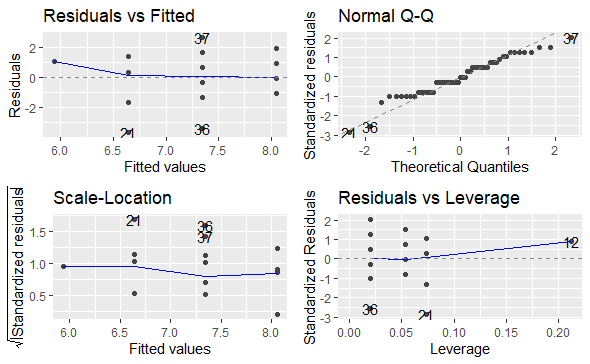 Residuals vs Fitted
Residuals
2
0
-2
37
21
36
6.0 6.5 7.0 7.5 8.0
Fitted values
Normal Q-Q
Standardized residuals
2
1
0
-1
-2
-3
37
36
21
-2 -1 0 1 2
Theoretical Quantiles
Scale-Location
√|Standardized residuals|
1.5
1.0
0.5
21
36
37
6.0 6.5 7.0 7.5 8.0
Fitted values
Residuals vs Leverage
Standardized Residuals
2
1
0
-1
-2
-3
12
36
21
0.00 0.05 0.10 0.15 0.20
Leverage